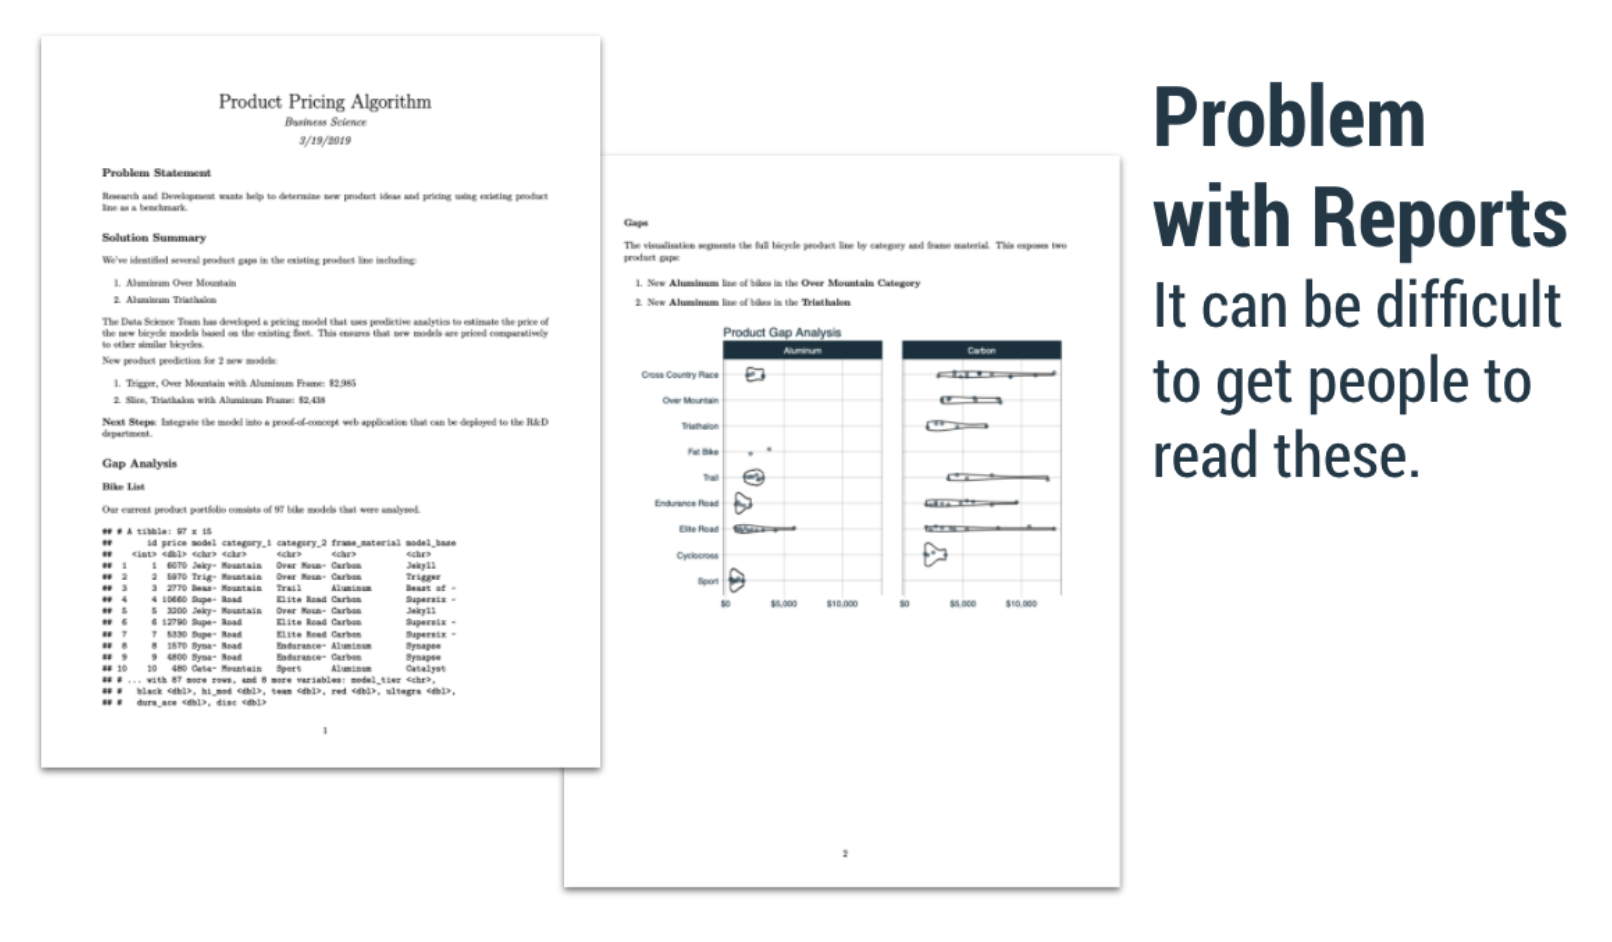 Product Pricing Algorithm
Business Science
3/19/2019
Problem Statement
Research and Development wants help to determine new product ideas and pricing using existing product
line as a benchmark.
Solution Summary
We've identified several product gaps in the existing product line including:
1. Aluminum Over Mountain
2. Aluminum Triathalon
The Data Science Team has developed a pricing model that uses predictive analytics to estimate the price of
the new bicycle models based on the existing fleet. This ensures that new models are priced comparatively
to other similar bicycles.
New product prediction for 2 new models:
1. Trigger, Over Mountain with Aluminum Frame: $2,985
2. Slice, Triathalon with Aluminum Frame: $2,438
Next Steps: Integrate the model into a proof-of-concept web application that can be deployed to the R&D
department.
Gap Analysis
Bike List
Our current product portfolio consists of 97 bike models that were analyzed.
## # A tibble: 97 x 15
## id price model category_1 category_2 frame_material model_base
## <int> <dbl> <chr> <chr> <chr> <chr> <chr>
## 1 1 6070 Jeky~ Mountain Over Moun~ Carbon Jekyll
## 2 2 5970 Trig~ Mountain Over Moun~ Carbon Trigger
## 3 3 2770 Beas~ Mountain Trail Aluminum Beast of ~
## 4 4 10660 Supe~ Road Elite Road Carbon Supersix ~
## 5 5 3200 Jeky~ Mountain Over Moun~ Carbon Jekyll
## 6 6 12790 Supe~ Road Elite Road Carbon Supersix ~
## 7 7 5330 Supe~ Road Elite Road Carbon Supersix ~
## 8 8 1570 Syna~ Road Endurance~ Aluminum Synapse
## 9 9 4800 Syna~ Road Endurance~ Carbon Synapse
## 10 10 480 Cata~ Mountain Sport Aluminum Catalyst
## # ... with 87 more rows, and 8 more variables: model_tier <chr>,
## # black <dbl>, hi_mod <dbl>, team <dbl>, red <dbl>, ultegra <dbl>,
## # dura_ace <dbl>, disc <dbl>
1
Gaps
The visualization segments the full bicycle product line by category and frame material. This exposes two
product gaps:
1. New Aluminum line of bikes in the Over Mountain Category
2. New Aluminum line of bikes in the Triathalon
Product Gap Analysis
Aluminum Carbon
Cross Country Race
Over Mountain
Triathalon
Fat Bike
Trail
Endurance Road
Elite Road
Cyclocross
Sport
$0 $5,000 $10,000 $0 $5,000 $10,000
2
Problem
with Reports
It can be difficult
to get people to
read these.